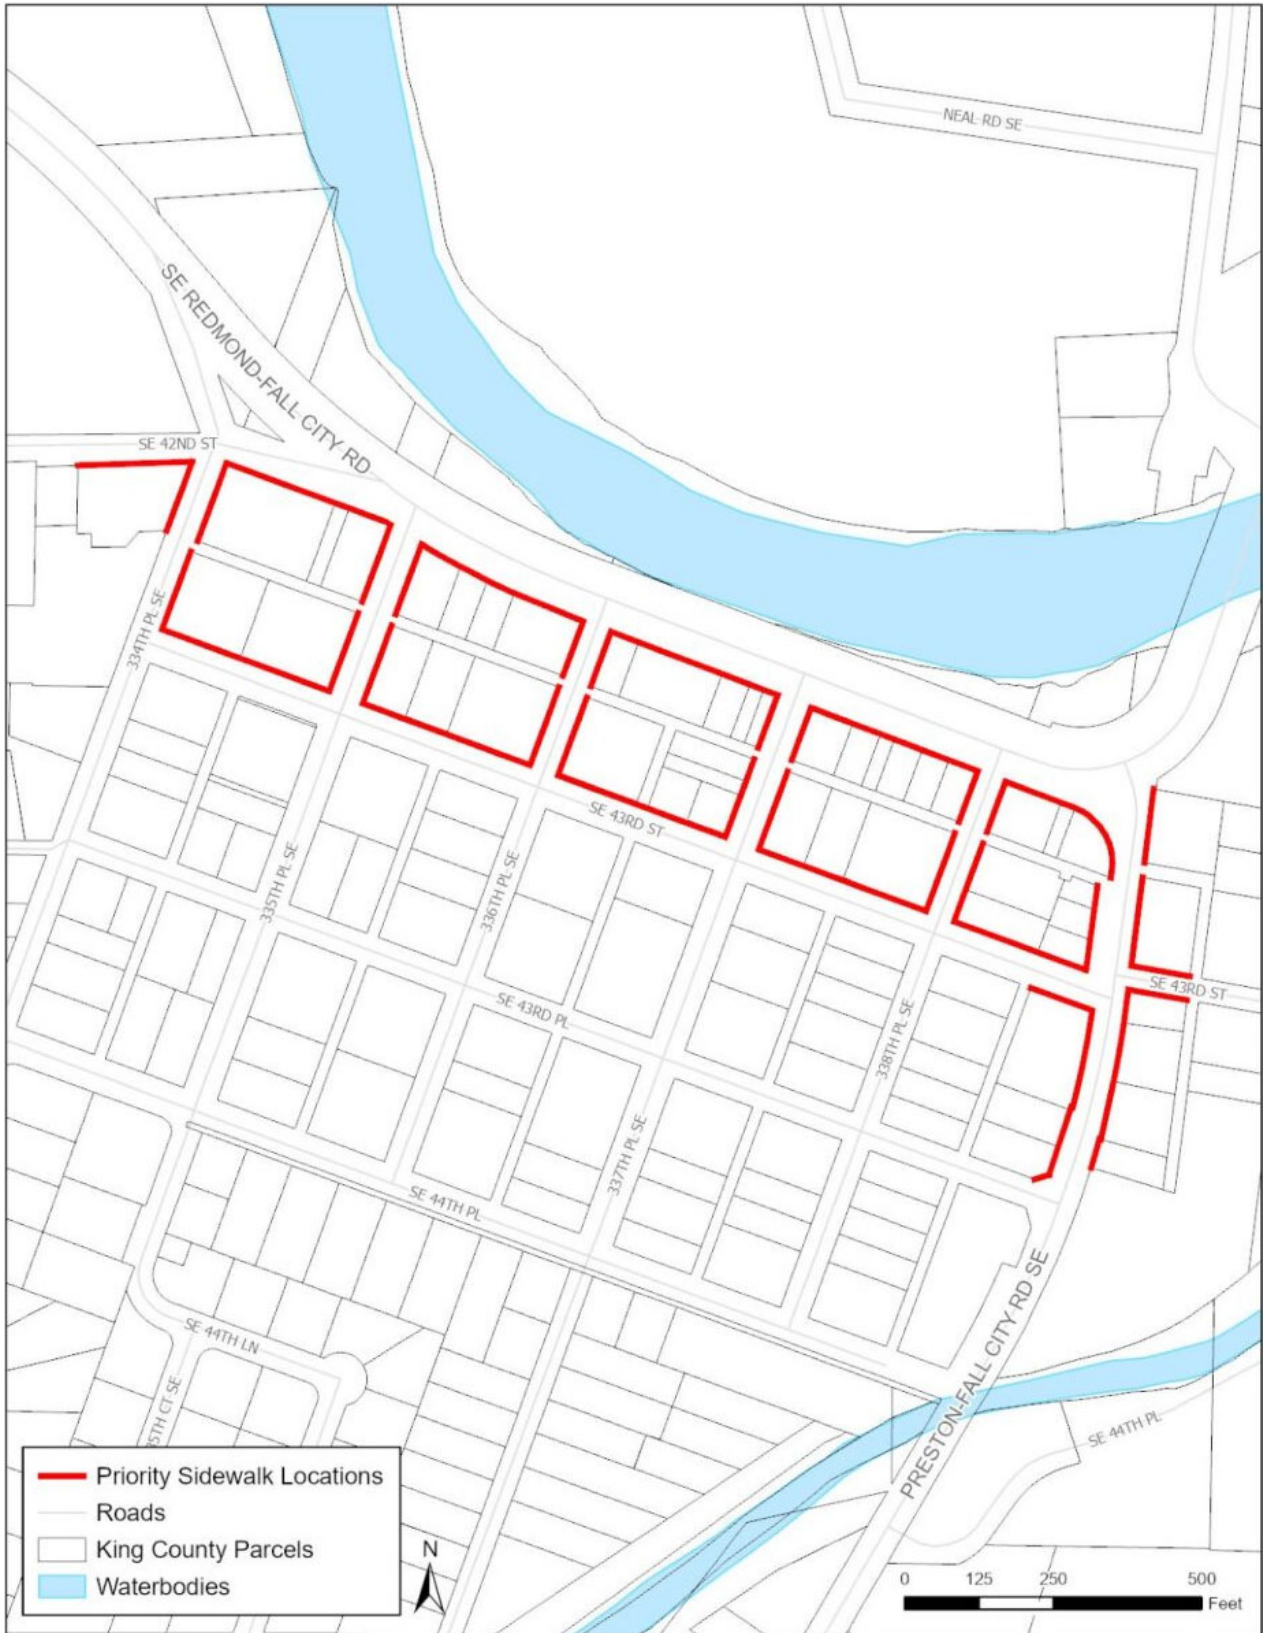 NEAL RD SE
SE REDMOND-FALL CITY RD
SE 42ND ST
334TH PL SE
SE 43RD ST
335TH PL SE
336TH PL SE
SE 43RD ST
SE 43RD PL
338TH PL SE
337TH PL SE
SE 44TH PL
SE 44TH LN
PRESTON-FALL CITY RD SE
35TH CT SE
SE 44TH PL
Priority Sidewalk Locations
Roads
King County Parcels
Waterbodies
N
0 125 250 500
Feet